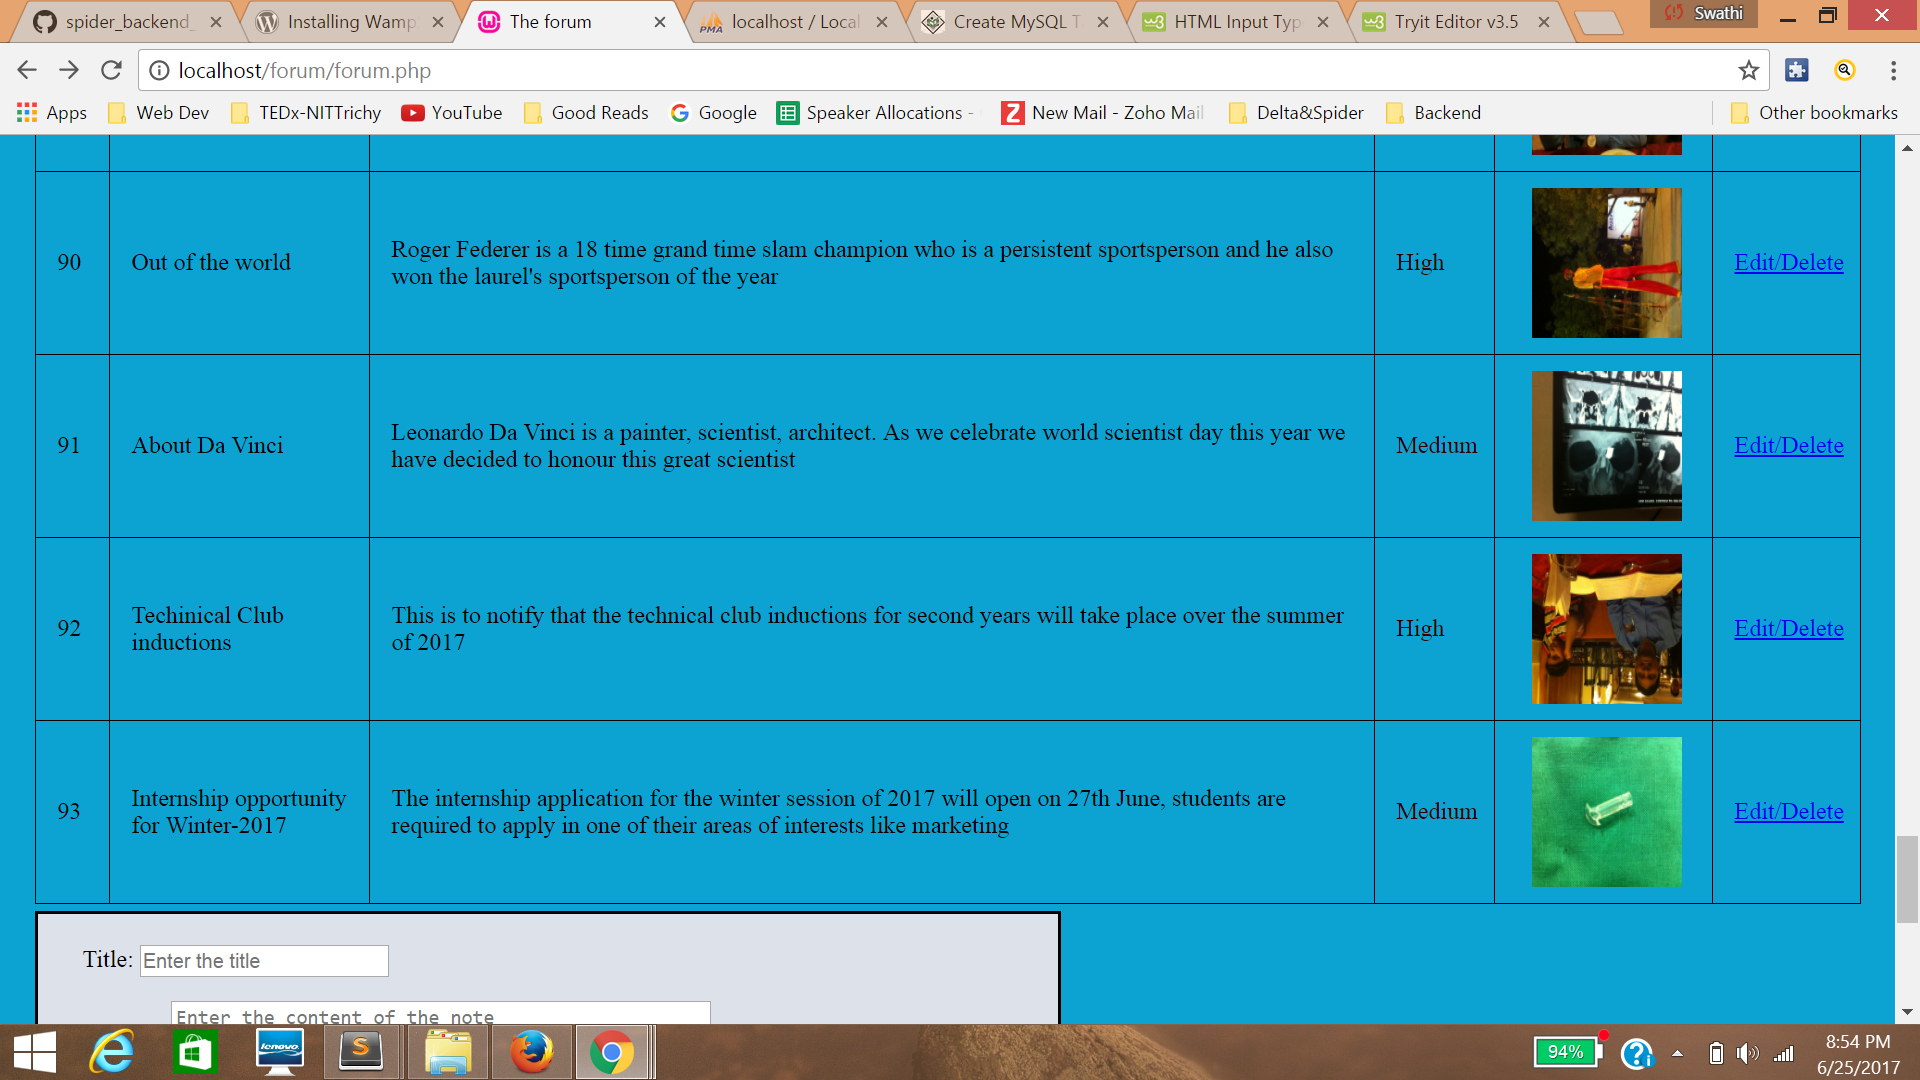 spider_backend_
Installing Wamp
The forum
localhost / Local
Create MySQL T
HTML Input Typ
Tryit Editor v3.5
Swathi
localhost/forum/forum.php
Apps
Web Dev
TEDx-NITTrichy
YouTube
Good Reads
Google
Speaker Allocations -
New Mail - Zoho Mail
Delta&Spider
Backend
Other bookmarks
90
Out of the world
Roger Federer is a 18 time grand time slam champion who is a persistent sportsperson and he also
won the laurel's sportsperson of the year
High
Edit/Delete
91
About Da Vinci
Leonardo Da Vinci is a painter, scientist, architect. As we celebrate world scientist day this year we
have decided to honour this great scientist
Medium
Edit/Delete
92
Techinical Club
inductions
This is to notify that the technical club inductions for second years will take place over the summer
of 2017
High
Edit/Delete
93
Internship opportunity
for Winter-2017
The internship application for the winter session of 2017 will open on 27th June, students are
required to apply in one of their areas of interests like marketing
Medium
Edit/Delete
Title: Enter the title
Enter the content of the note
lenovo
94%
8:54 PM
6/25/2017